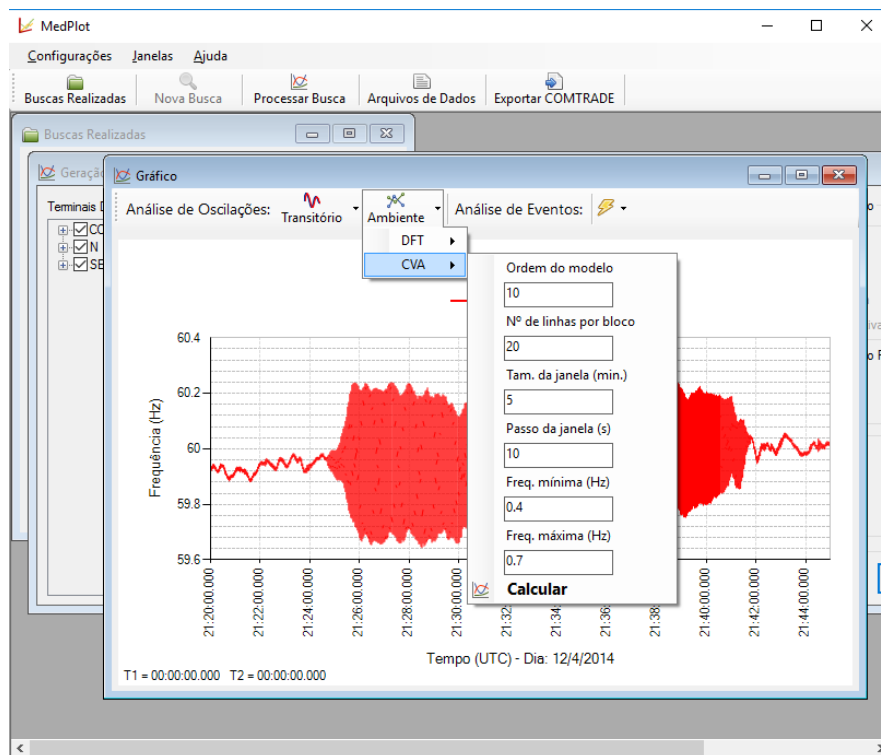 MedPlot
Configurações Janelas Ajuda
Buscas Realizadas Nova Busca Processar Busca Arquivos de Dados Exportar COMTRADE
Buscas Realizadas
Geração
Gráfico
Terminais
Análise de Oscilações: Transitório Ambiente Análise de Eventos:
CO
N
SE
DFT
CVA
Ordem do modelo
10
Nº de linhas por bloco
20
Tam. da janela (min.)
5
Passo da janela (s)
10
Freq. mínima (Hz)
0.4
Freq. máxima (Hz)
0.7
Calcular
Frequência (Hz)
60.4
60.2
60
59.8
59.6
21:20:00.000
21:22:00.000
21:24:00.000
21:26:00.000
21:28:00.000
21:30:00.000
21:32:
21:34:
21:36:
21:38:
21:40:00.000
21:42:00.000
21:44:00.000
Tempo (UTC) - Dia: 12/4/2014
T1 = 00:00:00.000 T2 = 00:00:00.000